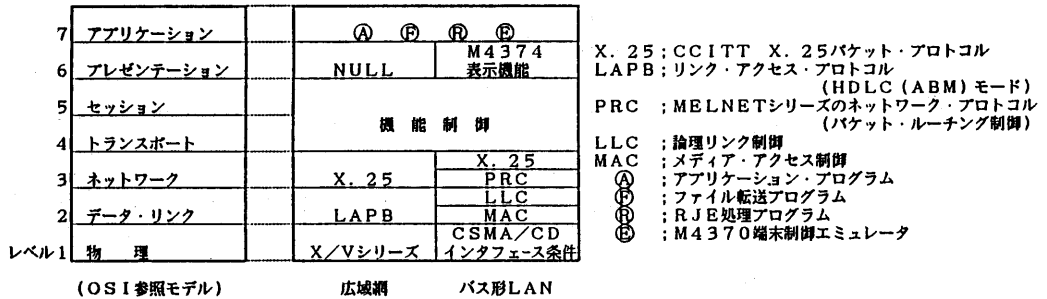 7 アプリケーション Ⓐ Ⓕ Ⓡ Ⓔ
6 プレゼンテーション NULL M4374 表示機能
5 セッション
機能制御
4 トランスポート
3 ネットワーク X.25 X.25 PRC
2 データ・リンク LAPB LLC MAC
レベル1 物理 X/Vシリーズ CSMA/CD インタフェース条件
(OSI参照モデル) 広域網 バス形LAN
X.25;CCITT X.25パケット・プロトコル
LAPB;リンク・アクセス・プロトコル
(HDLC(ABM)モード)
PRC ;MELNETシリーズのネットワーク・プロトコル
(パケット・ルーチング制御)
LLC ;論理リンク制御
MAC ;メディア・アクセス制御
Ⓐ ;アプリケーション・プログラム
Ⓕ ;ファイル転送プログラム
Ⓡ ;RJE処理プログラム
Ⓔ ;M4370端末制御エミュレータ